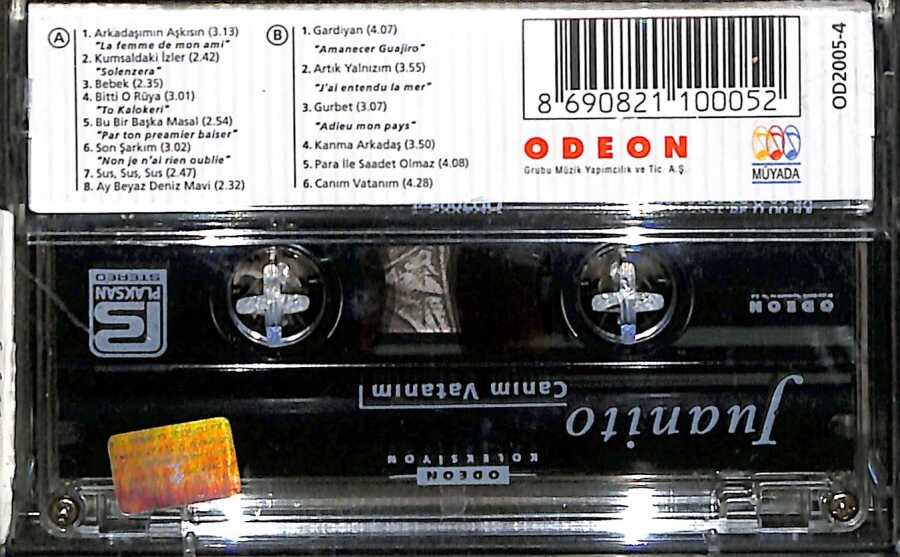 A
1. Arkadaşımın Aşkısın (3.13)
"La femme de mon ami"
2. Kumsaldaki İzler (2.42)
"Solenzera"
3. Bebek (2.35)
4. Bitti O Rüya (3.01)
"To Kalokeri"
5. Bu Bir Başka Masal (2.54)
"Par ton preamier baiser"
6. Son Şarkım (3.02)
"Non je n'ai rien oublie"
7. Sus, Sus, Sus (2.47)
8. Ay Beyaz Deniz Mavi (2.32)
B
1. Gardiyan (4.07)
"Amanecer Guajiro"
2. Artık Yalnızım (3.55)
"J'ai entendu la mer"
3. Gurbet (3.07)
"Adieu mon pays"
4. Kanma Arkadaş (3.50)
5. Para İle Saadet Olmaz (4.08)
6. Canım Vatanım (4.28)
8 690821 100052
ODEON
Grubu Müzik Yapımcılık ve Tic. A.Ş.
MÜYADA
OD2005-4
PLAKSAN
STEREO
ODEON
Canım Vatanım
Juanito
ODEON
KOLEKSİYON